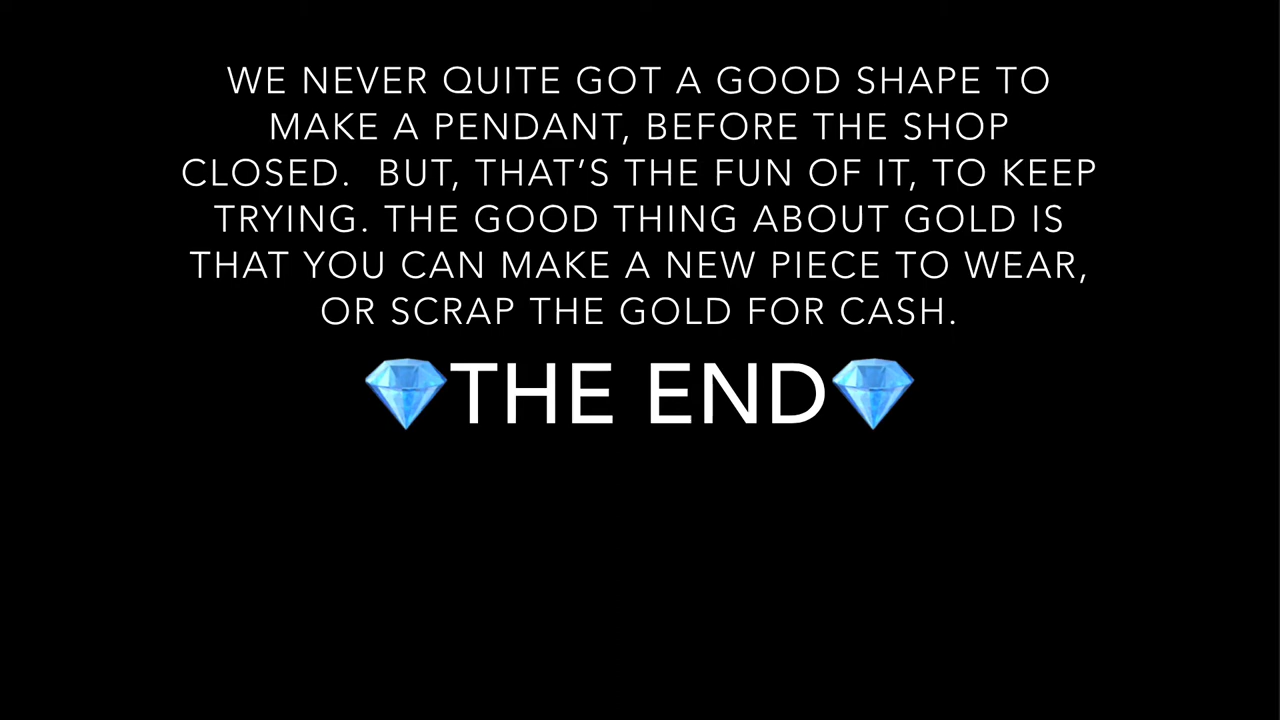 WE NEVER QUITE GOT A GOOD SHAPE TO
MAKE A PENDANT, BEFORE THE SHOP
CLOSED.  BUT, THAT’S THE FUN OF IT, TO KEEP
TRYING. THE GOOD THING ABOUT GOLD IS
THAT YOU CAN MAKE A NEW PIECE TO WEAR,
OR SCRAP THE GOLD FOR CASH.
💎THE END💎